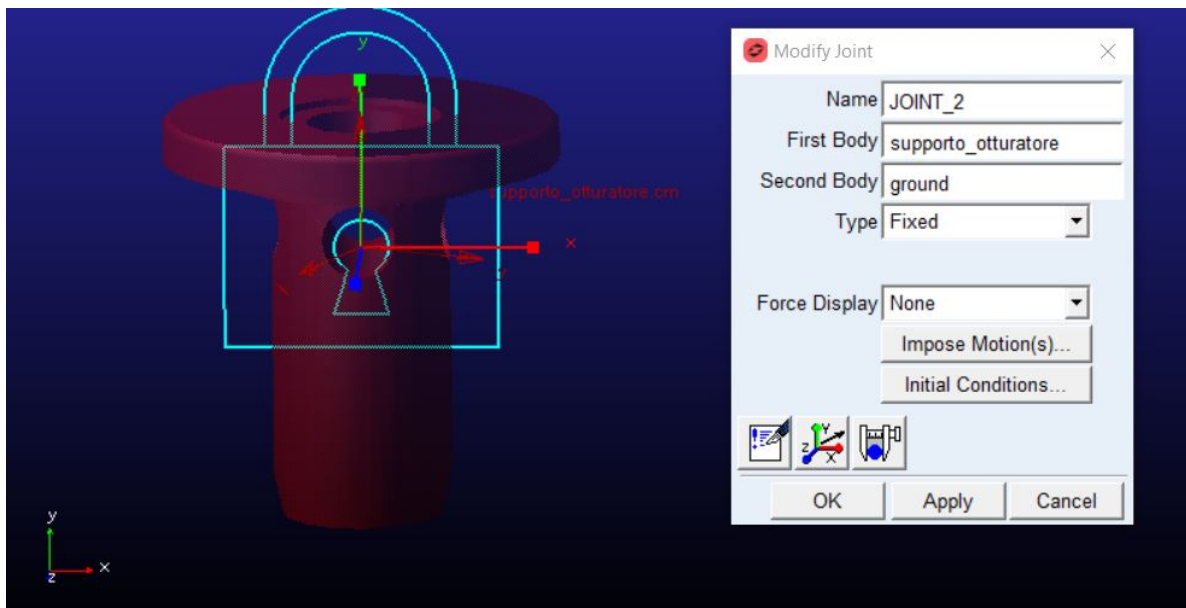 y
supporto_otturatore.cm
x
y
x
z
Modify Joint
Name JOINT_2
First Body supporto_otturatore
Second Body ground
Type Fixed
Force Display None
Impose Motion(s)...
Initial Conditions...
OK Apply Cancel